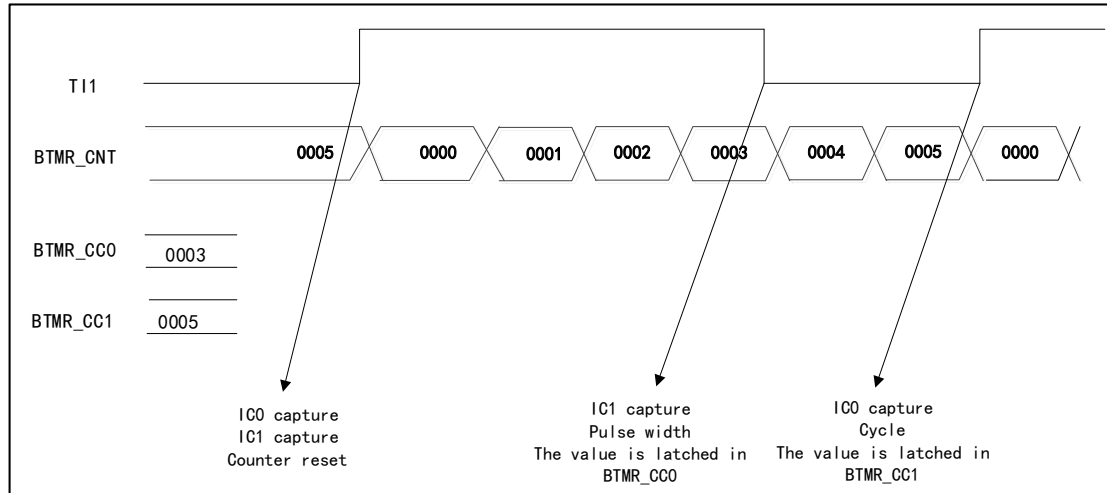 TI1
BTMR_CNT
0005 0000 0001 0002 0003 0004 0005 0000
BTMR_CC0
0003
BTMR_CC1
0005
IC0 capture
IC1 capture
Counter reset
IC1 capture
Pulse width
The value is latched in
BTMR_CC0
IC0 capture
Cycle
The value is latched in
BTMR_CC1